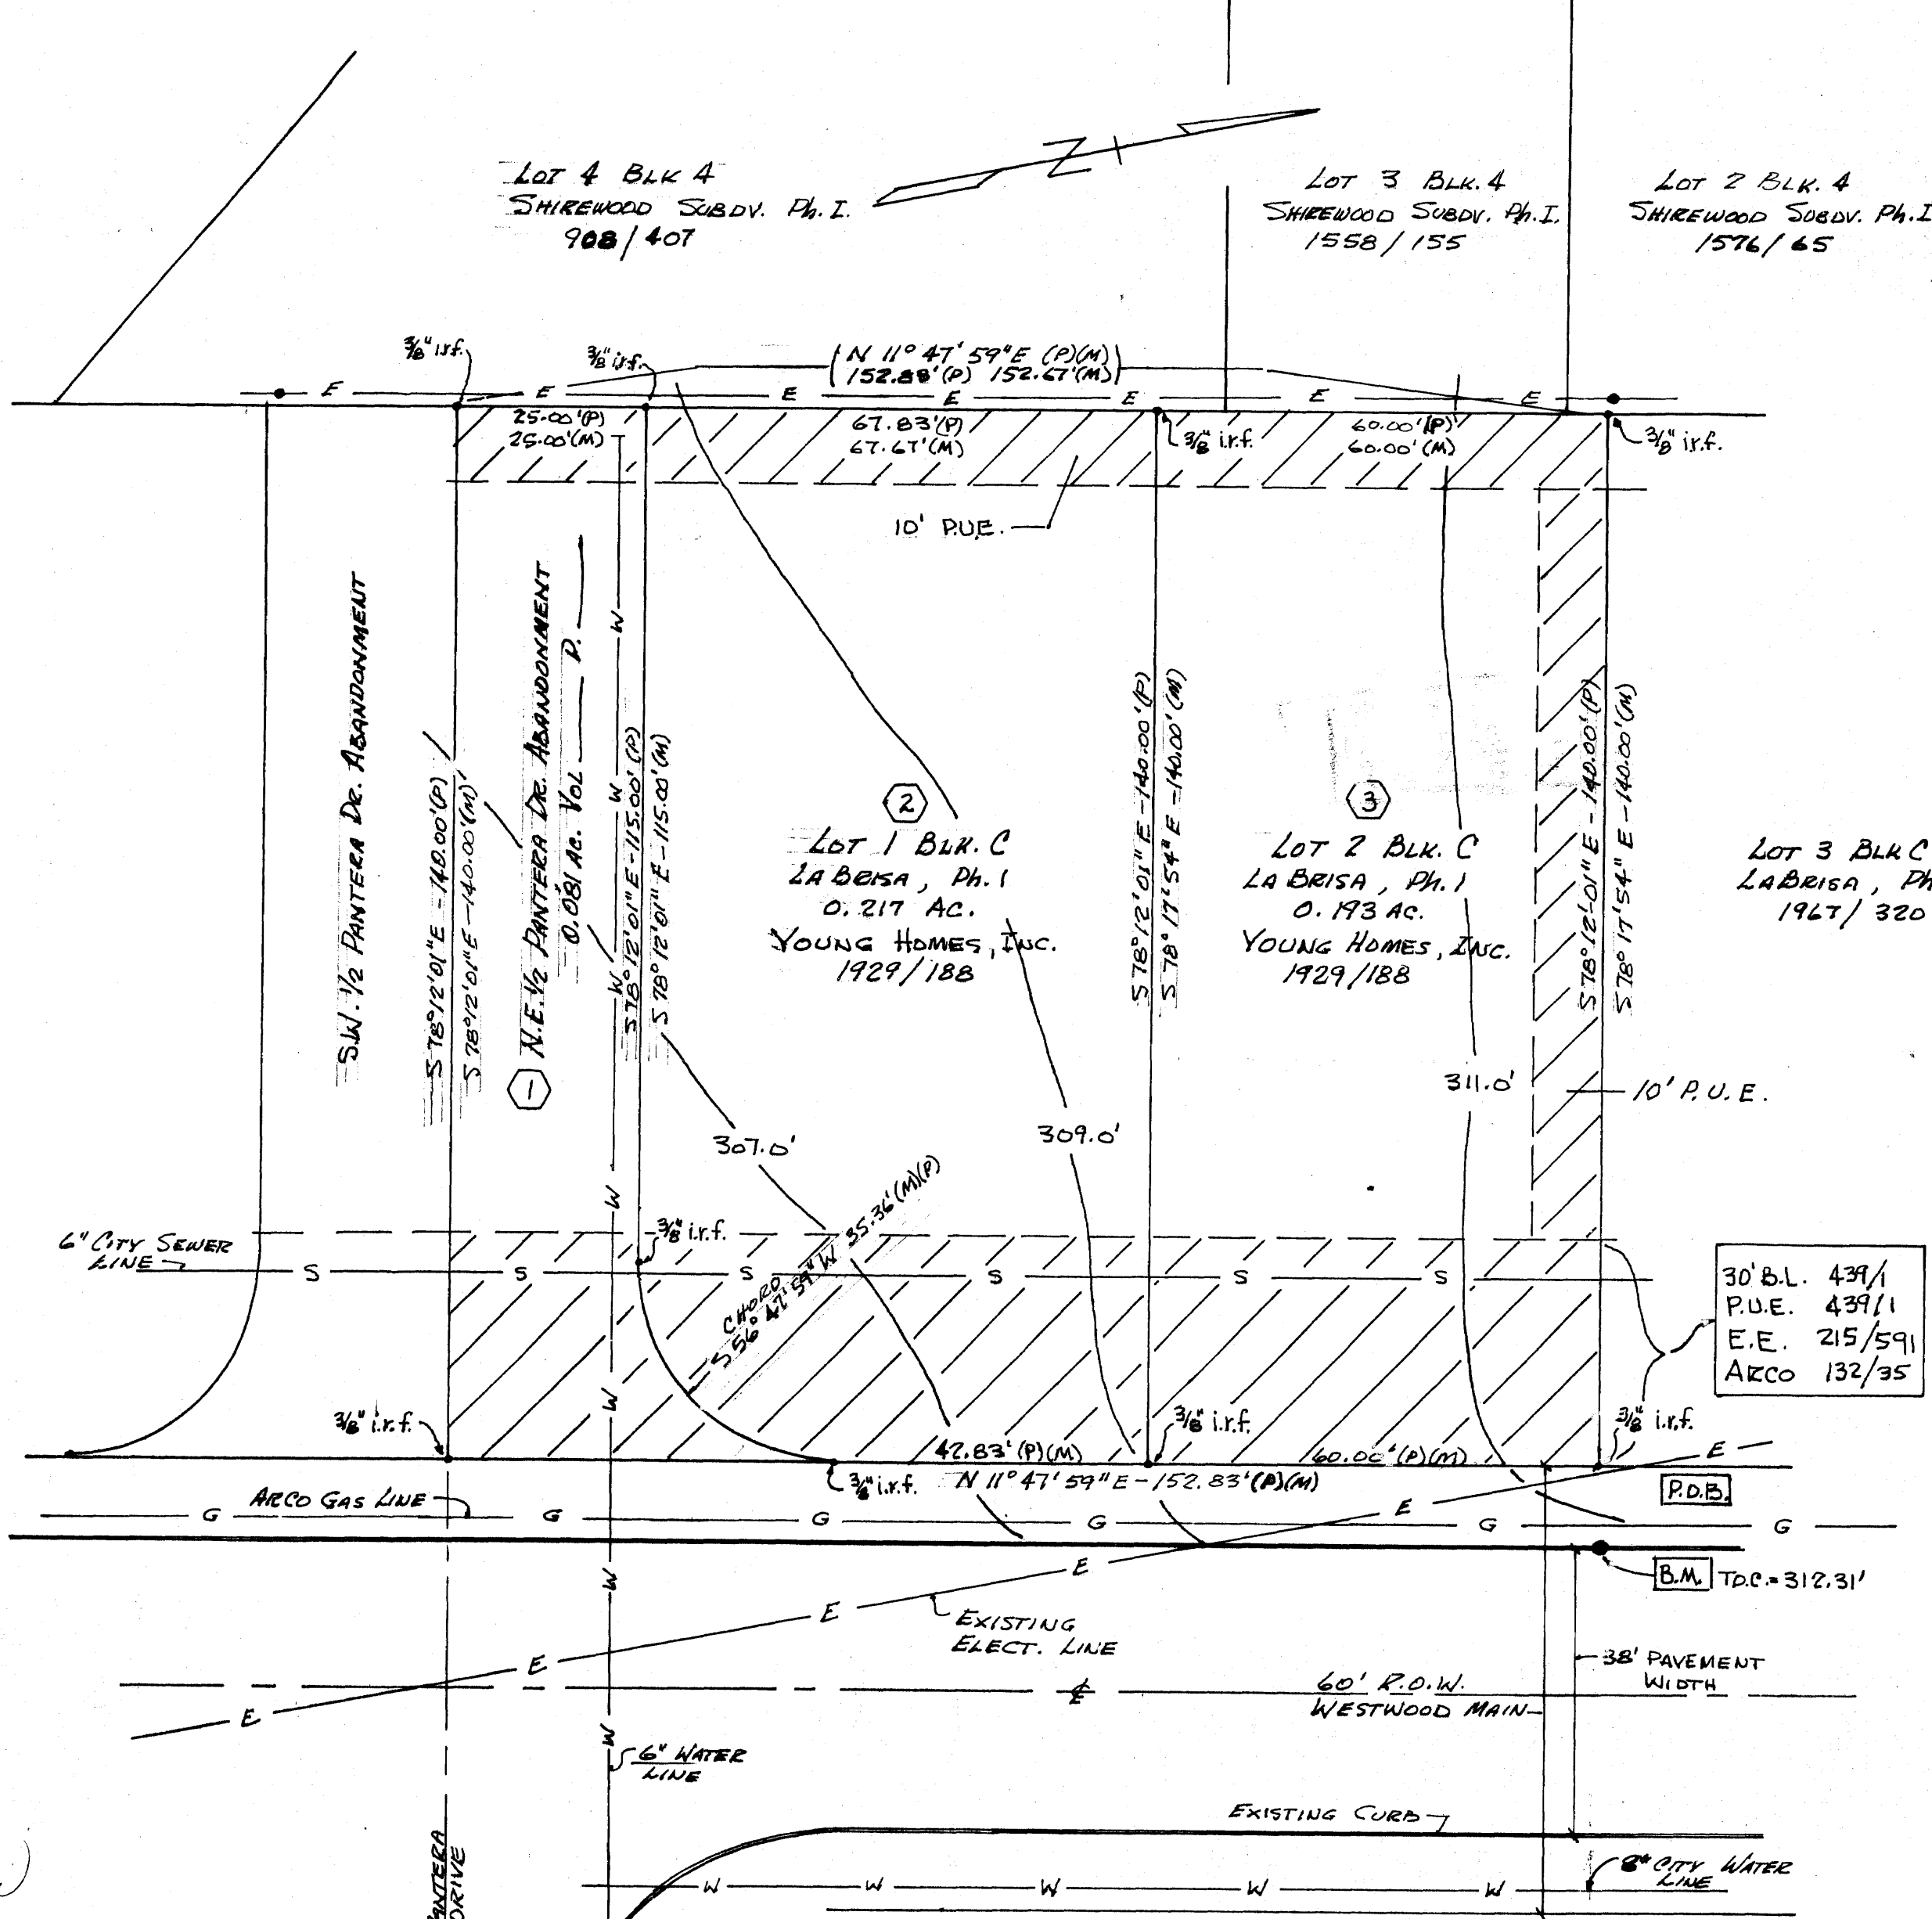 LOT 4 BLK 4
SHIREWOOD SUBDV. Ph. I.
908/407
LOT 3 BLK. 4
SHIREWOOD SUBDV. Ph. I.
1558/155
LOT 2 BLK. 4
SHIREWOOD SUBDV. Ph. I
1576/65
N
3/8" i.r.f.
3/8" i.r.f.
N 11° 47' 59" E (P)(M)
152.88'(P) 152.67'(M)
E E E E E E E
25.00'(P)
25.00'(M)
67.83'(P)
67.67'(M)
3/8" i.r.f.
60.00'(P)
60.00'(M)
3/8" i.r.f.
10' P.U.E.
S.W. 1/2 PANTERA DR. ABANDONMENT
S 78° 12' 01" E - 140.00'(P)
S 78° 12' 01" E - 140.00'(M)
1
N.E. 1/2 PANTERA DR. ABANDONMENT
0.081 AC. VOL P.
W W W W W
S 78° 12' 01" E - 115.00'(P)
S 78° 12' 01" E - 115.00'(M)
2
LOT 1 BLK. C
LA BRISA, Ph. 1
0.217 AC.
YOUNG HOMES, INC.
1929/188
S 78° 12' 01" E - 140.00'(P)
S 78° 17' 54" E - 140.00'(M)
3
LOT 2 BLK. C
LA BRISA, Ph. 1
0.193 AC.
YOUNG HOMES, INC.
1929/188
S 78° 12' 01" E - 140.00'(P)
S 78° 17' 54" E - 140.00'(M)
LOT 3 BLK C
LA BRISA, Ph
1967/320
307.0'
309.0'
311.0'
10' P.U.E.
6" CITY SEWER
LINE
3/8" i.r.f.
S S S S S S
CHORD
S 56° 47' 59" W 35.36'(M)(P)
30' B.L. 439/1
P.U.E. 439/1
E.E. 215/591
ARCO 132/35
3/8" i.r.f.
3/8" i.r.f.
3/8" i.r.f.
42.83'(P)(M)
60.00'(P)(M)
3/8" i.r.f.
N 11° 47' 59" E - 152.83'(P)(M)
P.O.B.
ARCO GAS LINE
G G G G G G
B.M. T.O.C. = 312.31'
E E E E E E
EXISTING
ELECT. LINE
38' PAVEMENT
WIDTH
60' R.O.W.
WESTWOOD MAIN
W W W
6" WATER
LINE
EXISTING CURB
ANTERA
DRIVE
8" CITY WATER
LINE
W W W W W